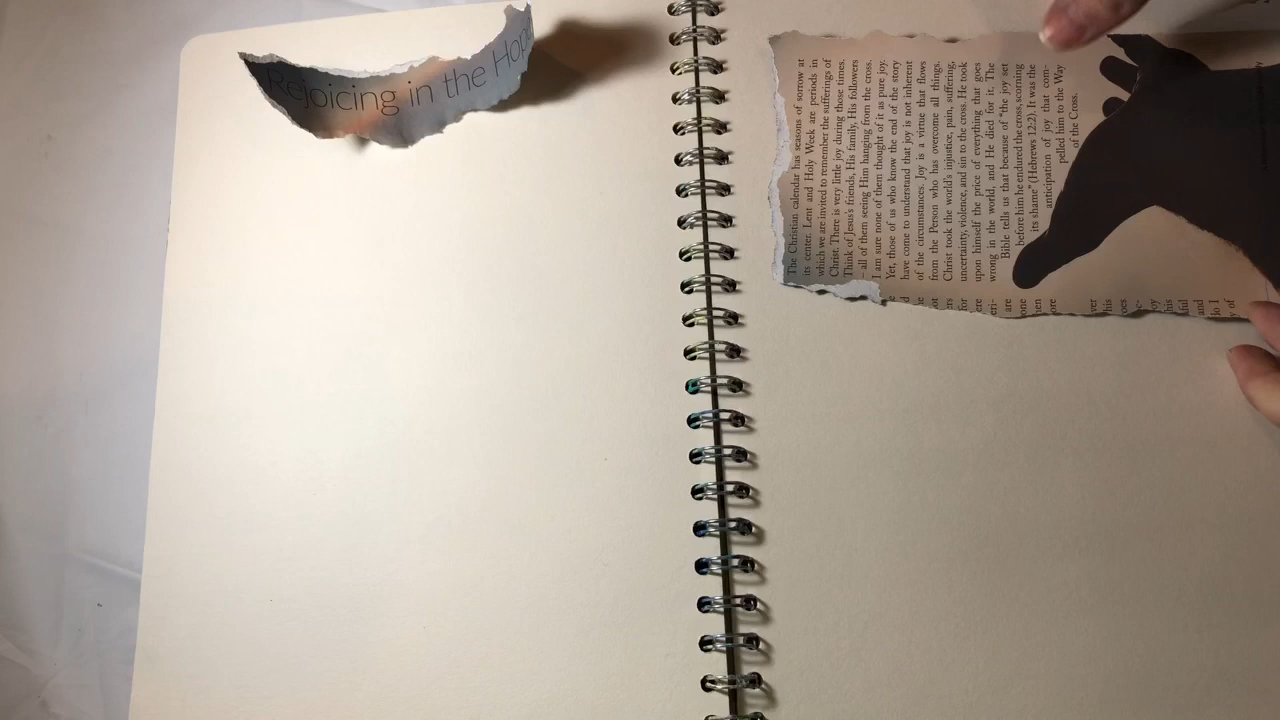 Rejoicing in the Hope
The Christian calendar has seasons of sorrow at
its center. Lent and Holy Week are periods in
which we are invited to remember the sufferings of
Christ. There is very little joy during those times.
Think of Jesus's friends, His family, His followers
—all of them seeing Him hanging from the cross.
I am sure none of them thought of it as pure joy.
Yet, those of us who know the end of the story
have come to understand that joy is not inherent
of the circumstances. Joy is a virtue that flows
from the Person who has overcome all things.
Christ took the world's injustice, pain, suffering,
uncertainty, violence, and sin to the cross. He took
upon himself the price of everything that goes
wrong in the world, and He died for it. The
Bible tells us that because of "the joy set
before him he endured the cross, scorning
its shame" (Hebrews 12:2). It was the
anticipation of joy that com-
pelled him to the Way
of the Cross.